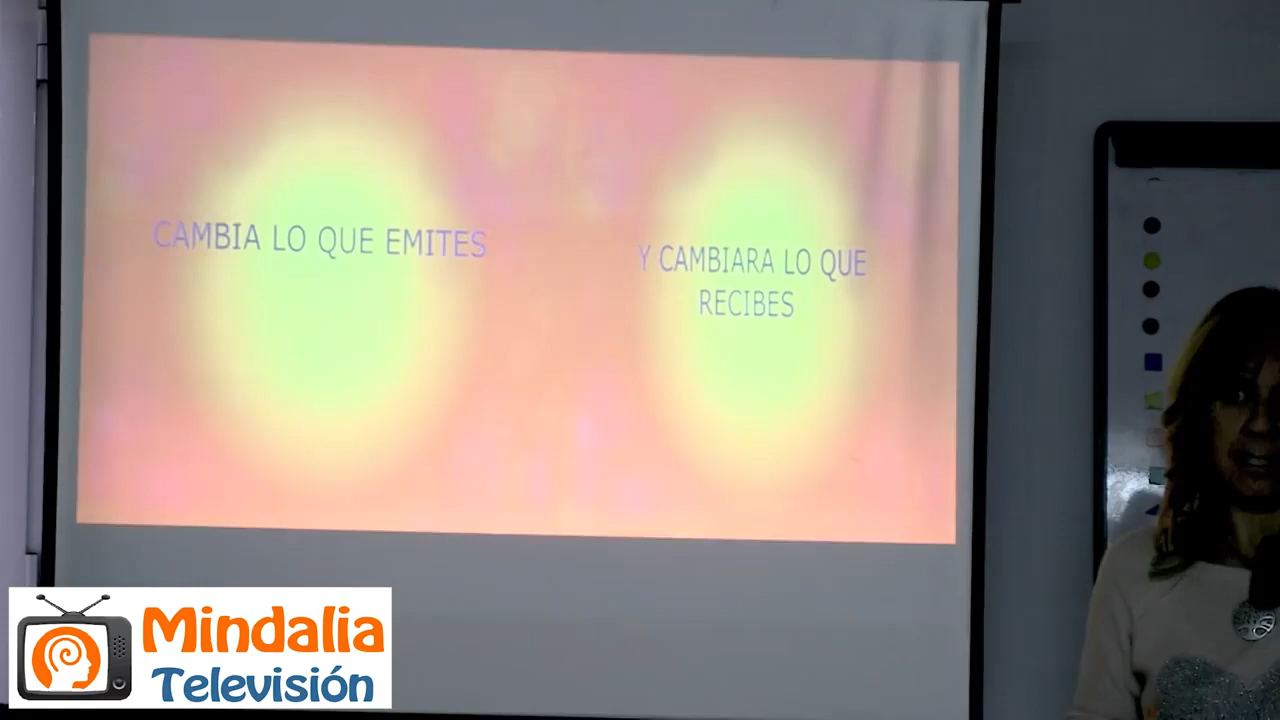 CAMBIA LO QUE EMITES
Y CAMBIARA LO QUE
RECIBES
Mindalia
Televisión